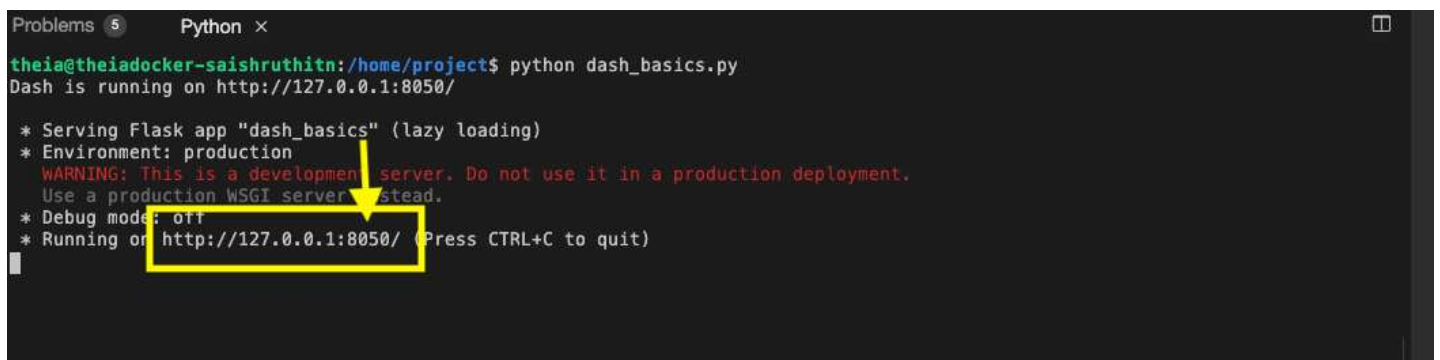 Problems 5 Python ×
theia@theiadocker-saishruthitn:/home/project$ python dash_basics.py
Dash is running on http://127.0.0.1:8050/
* Serving Flask app "dash_basics" (lazy loading)
* Environment: production
WARNING: This is a development server. Do not use it in a production deployment.
Use a production WSGI server instead.
* Debug mode: off
* Running on http://127.0.0.1:8050/ (Press CTRL+C to quit)